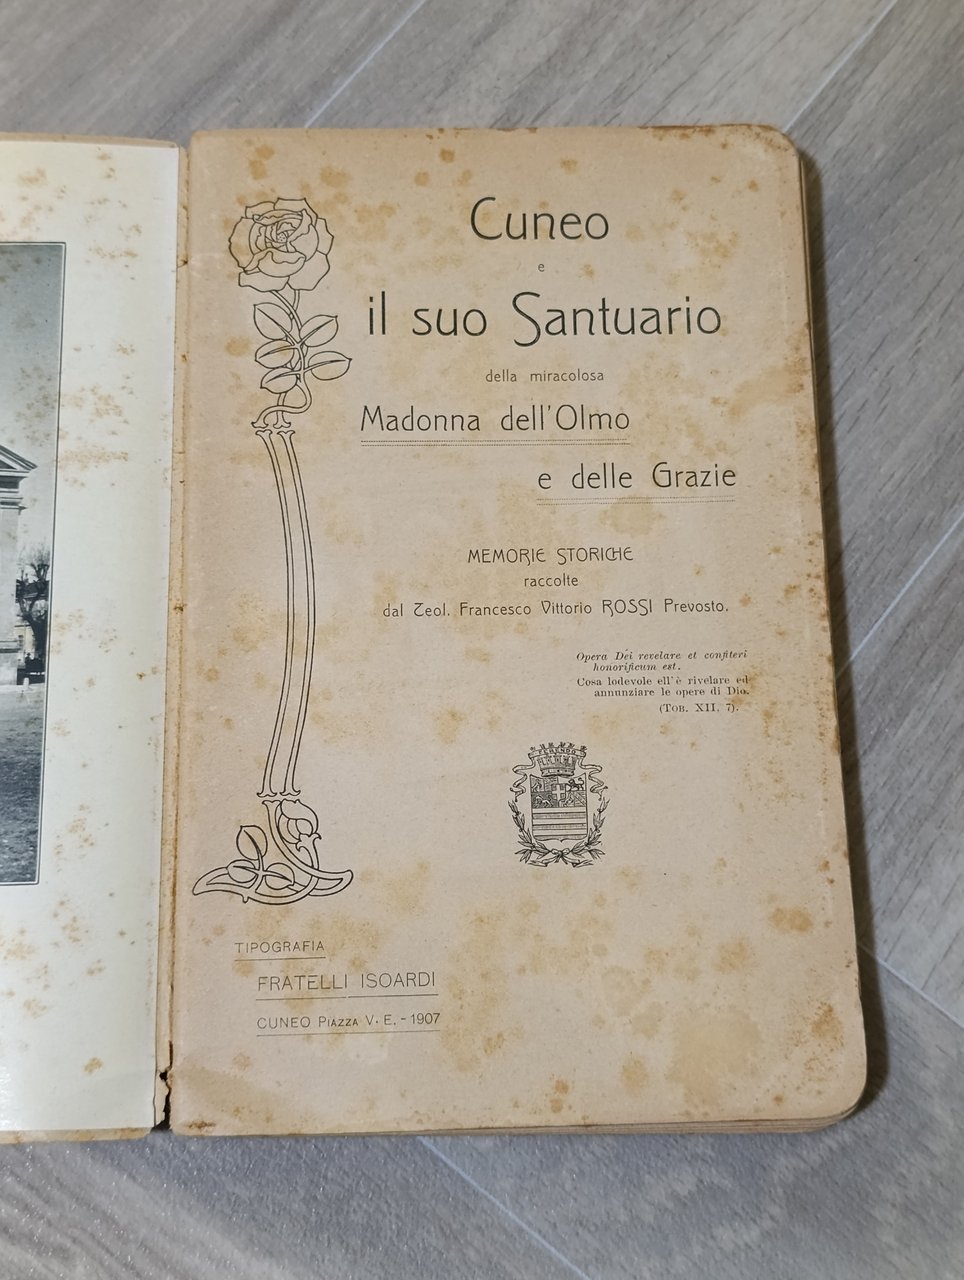 Cuneo
e
il suo Santuario
della miracolosa
Madonna dell'Olmo
e delle Grazie
MEMORIE STORICHE
raccolte
dal Teol. Francesco Vittorio ROSSI Prevosto.
Opera Dei revelare et confiteri
honorificum est.
Cosa lodevole ell'è rivelare ed
annunziare le opere di Dio.
(TOB. XII. 7).
FERENDO
TIPOGRAFIA
FRATELLI ISOARDI
CUNEO PIAZZA V. E. - 1907